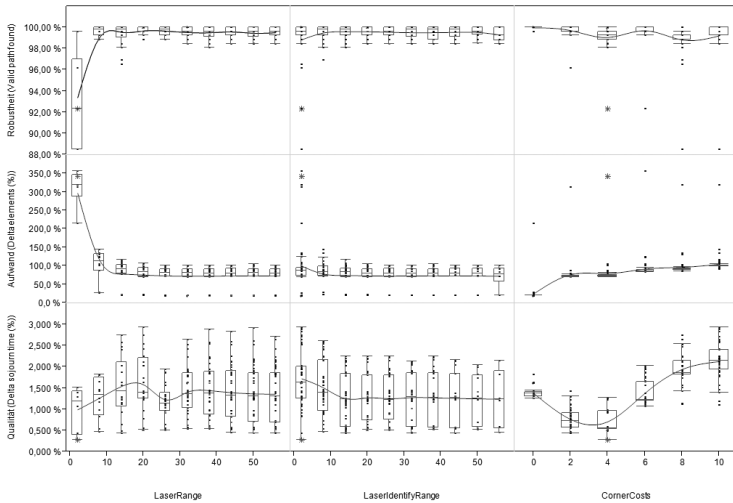 Robustheit (Valid path found)
100,00 %
98,00 %
96,00 %
94,00 %
92,00 %
90,00 %
88,00 %
Aufwand (Delta elements (%))
350,0 %
300,0 %
250,0 %
200,0 %
150,0 %
100,0 %
50,0 %
0,0 %
Qualität (Delta sojourn time (%))
3,000 %
2,500 %
2,000 %
1,500 %
1,000 %
0,500 %
0,000 %
0 10 20 30 40 50
0 10 20 30 40 50
0 2 4 6 8 10
LaserRange
LaserIdentifyRange
CornerCosts